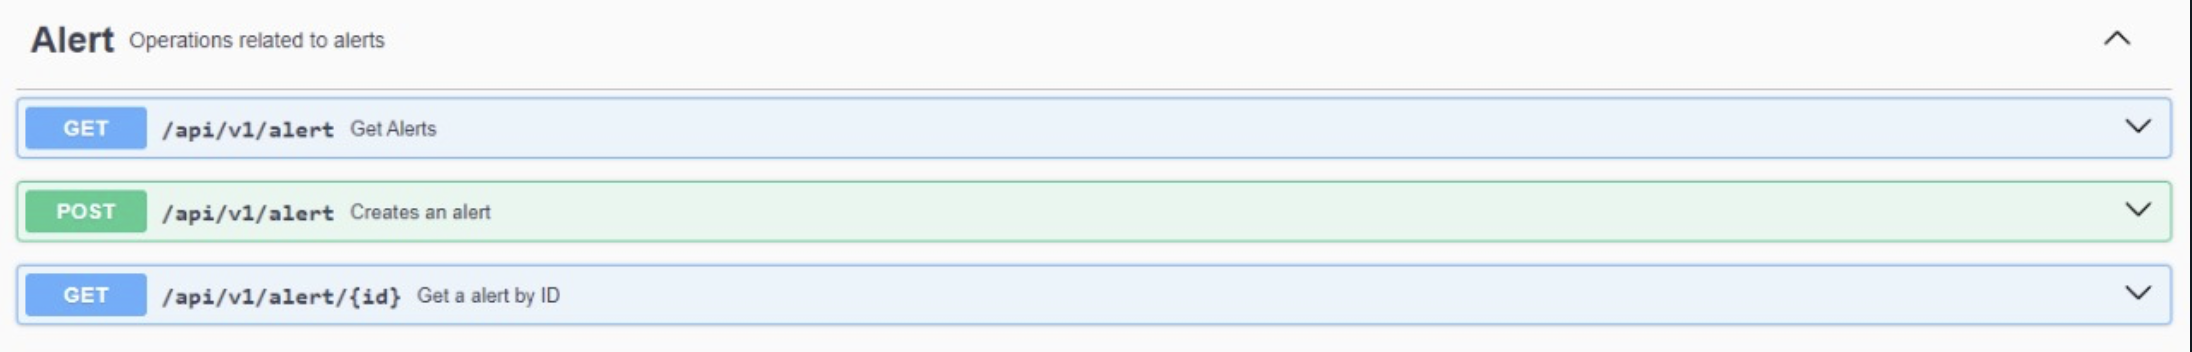 Alert Operations related to alerts
GET /api/v1/alert Get Alerts
POST /api/v1/alert Creates an alert
GET /api/v1/alert/{id} Get a alert by ID